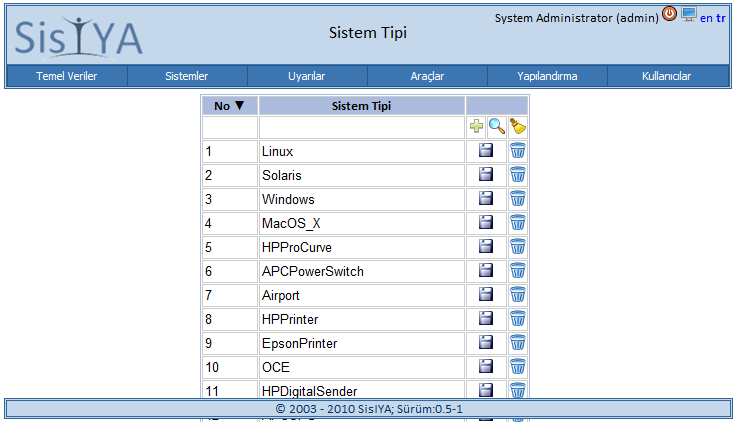 SisIYA
Sistem Tipi
System Administrator (admin) en tr
Temel Veriler Sistemler Uyarılar Araçlar Yapılandırma Kullanıcılar
No ▼ Sistem Tipi
1 Linux
2 Solaris
3 Windows
4 MacOS_X
5 HPProCurve
6 APCPowerSwitch
7 Airport
8 HPPrinter
9 EpsonPrinter
10 OCE
11 HPDigitalSender
© 2003 - 2010 SisIYA; Sürüm:0.5-1